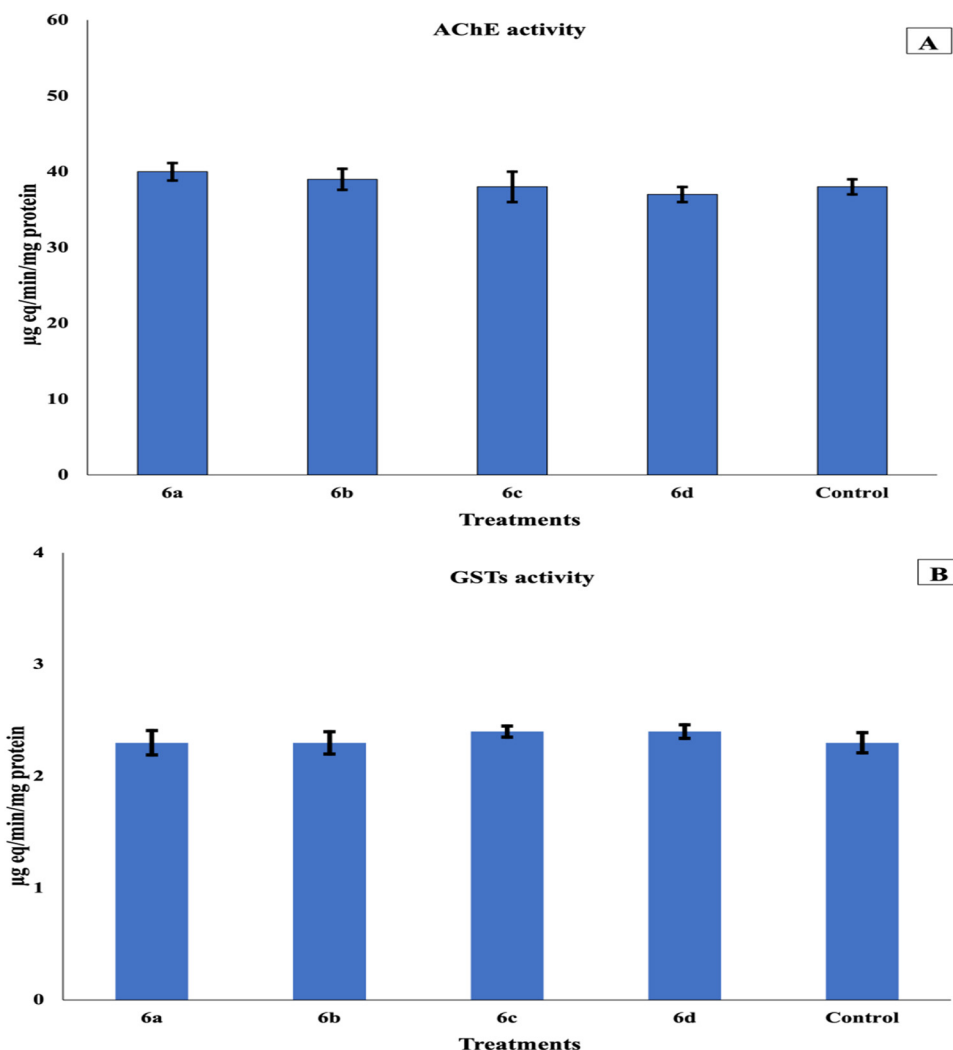 60
AChE activity
A
50
40
30
20
10
0
µg eq/min/mg protein
6a 6b 6c 6d Control
Treatments
4
GSTs activity
B
3
2
1
0
µg eq/min/mg protein
6a 6b 6c 6d Control
Treatments